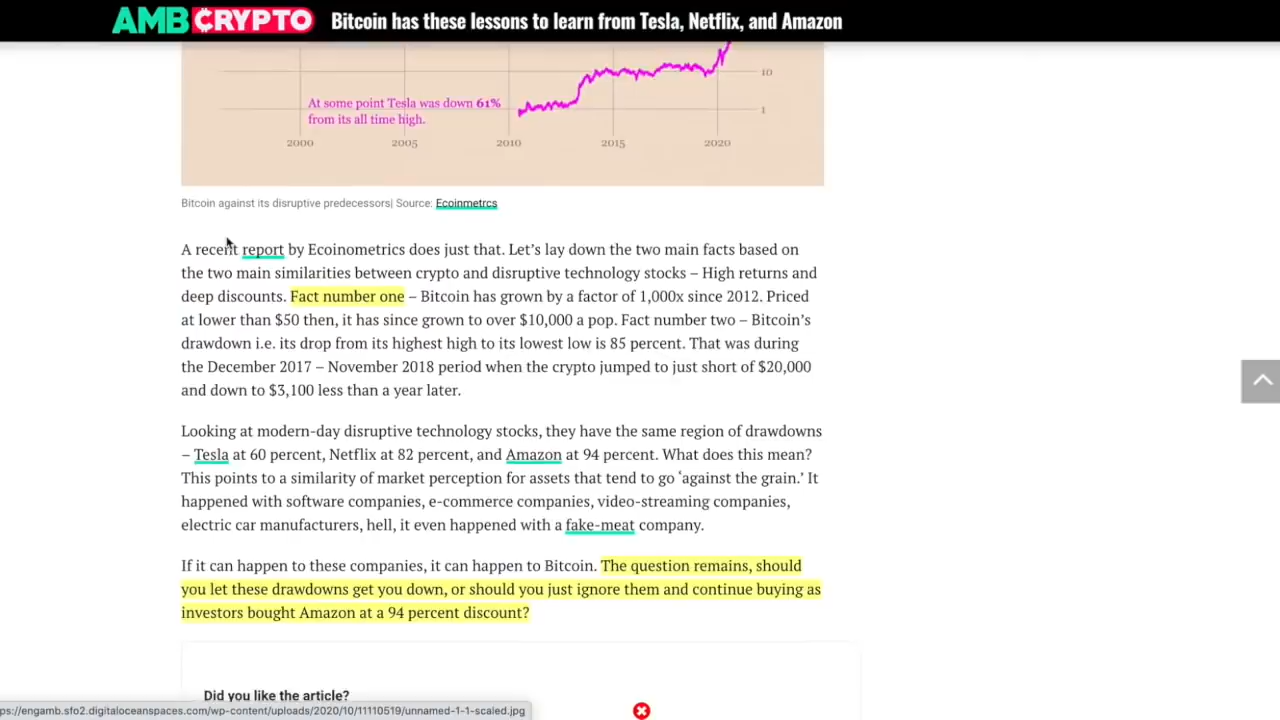 AMBCRYPTO Bitcoin has these lessons to learn from Tesla, Netflix, and Amazon
10
At some point Tesla was down 61%
from its all time high.
1
2000 2005 2010 2015 2020
Bitcoin against its disruptive predecessors| Source: Ecoinmetrcs
A recent report by Ecoinometrics does just that. Let's lay down the two main facts based on
the two main similarities between crypto and disruptive technology stocks – High returns and
deep discounts. Fact number one – Bitcoin has grown by a factor of 1,000x since 2012. Priced
at lower than $50 then, it has since grown to over $10,000 a pop. Fact number two – Bitcoin's
drawdown i.e. its drop from its highest high to its lowest low is 85 percent. That was during
the December 2017 – November 2018 period when the crypto jumped to just short of $20,000
and down to $3,100 less than a year later.
Looking at modern-day disruptive technology stocks, they have the same region of drawdowns
– Tesla at 60 percent, Netflix at 82 percent, and Amazon at 94 percent. What does this mean?
This points to a similarity of market perception for assets that tend to go 'against the grain.' It
happened with software companies, e-commerce companies, video-streaming companies,
electric car manufacturers, hell, it even happened with a fake-meat company.
If it can happen to these companies, it can happen to Bitcoin. The question remains, should
you let these drawdowns get you down, or should you just ignore them and continue buying as
investors bought Amazon at a 94 percent discount?
Did you like the article?
ps://engamb.sfo2.digitaloceanspaces.com/wp-content/uploads/2020/10/11110519/unnamed-1-1-scaled.jpg